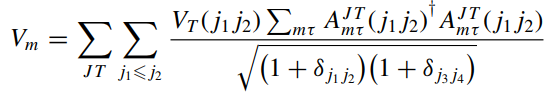 $$V_m = \sum_{JT} \sum_{j_1 \leqslant j_2} \frac{V_T(j_1 j_2) \sum_{m\tau} A_{m\tau}^{JT}(j_1 j_2)^\dagger A_{m\tau}^{JT}(j_1 j_2)}{\sqrt{(1 + \delta_{j_1 j_2})(1 + \delta_{j_3 j_4})}}$$